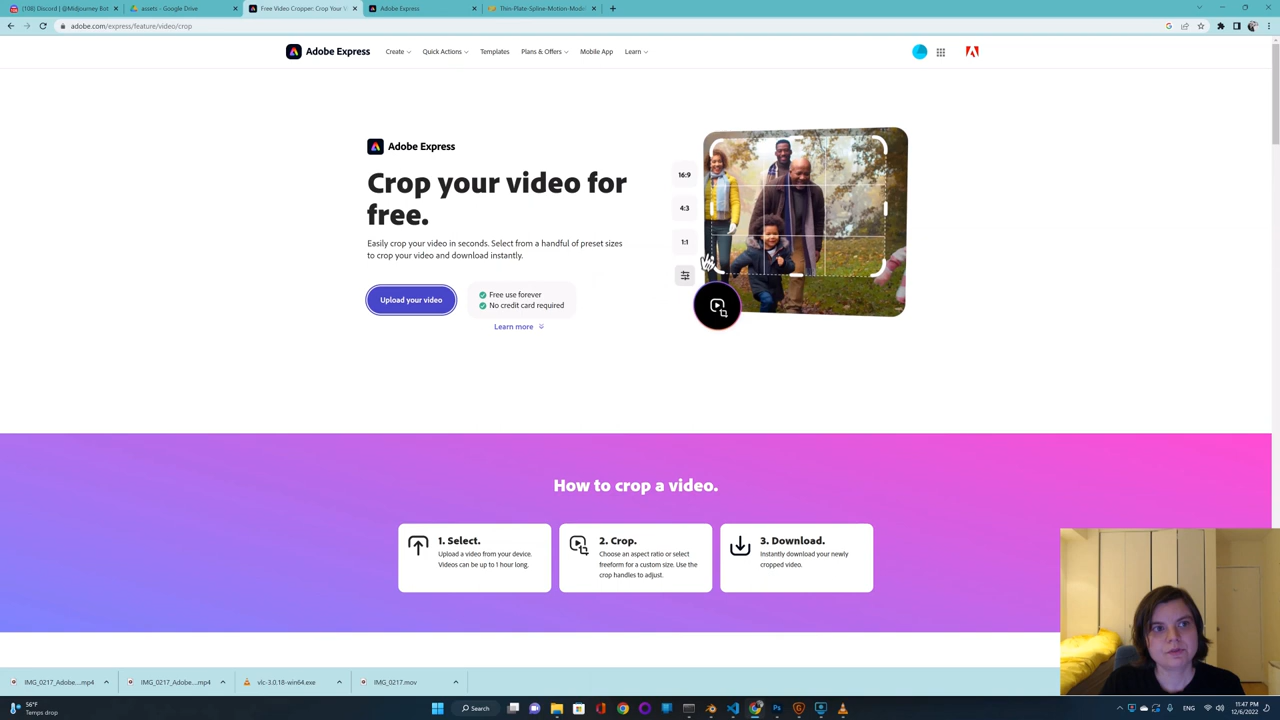 (108) Discord | @Midjourney Bot
assets - Google Drive
Free Video Cropper: Crop Your V
Adobe Express
Thin-Plate-Spline-Motion-Mode
adobe.com/express/feature/video/crop
Adobe Express
Create
Quick Actions
Templates
Plans & Offers
Mobile App
Learn
Adobe Express
Crop your video for
free.
Easily crop your video in seconds. Select from a handful of preset sizes
to crop your video and download instantly.
Upload your video
Free use forever
No credit card required
Learn more
16:9
4:3
1:1
How to crop a video.
1. Select.
Upload a video from your device.
Videos can be up to 1 hour long.
2. Crop.
Choose an aspect ratio or select
freeform for a custom size. Use the
crop handles to adjust.
3. Download.
Instantly download your newly
cropped video.
IMG_0217_Adobe....mp4
IMG_0217_Adobe....mp4
vlc-3.0.18-win64.exe
IMG_0217.mov
56°F
Temps drop
Search
11:47 PM
12/6/2022